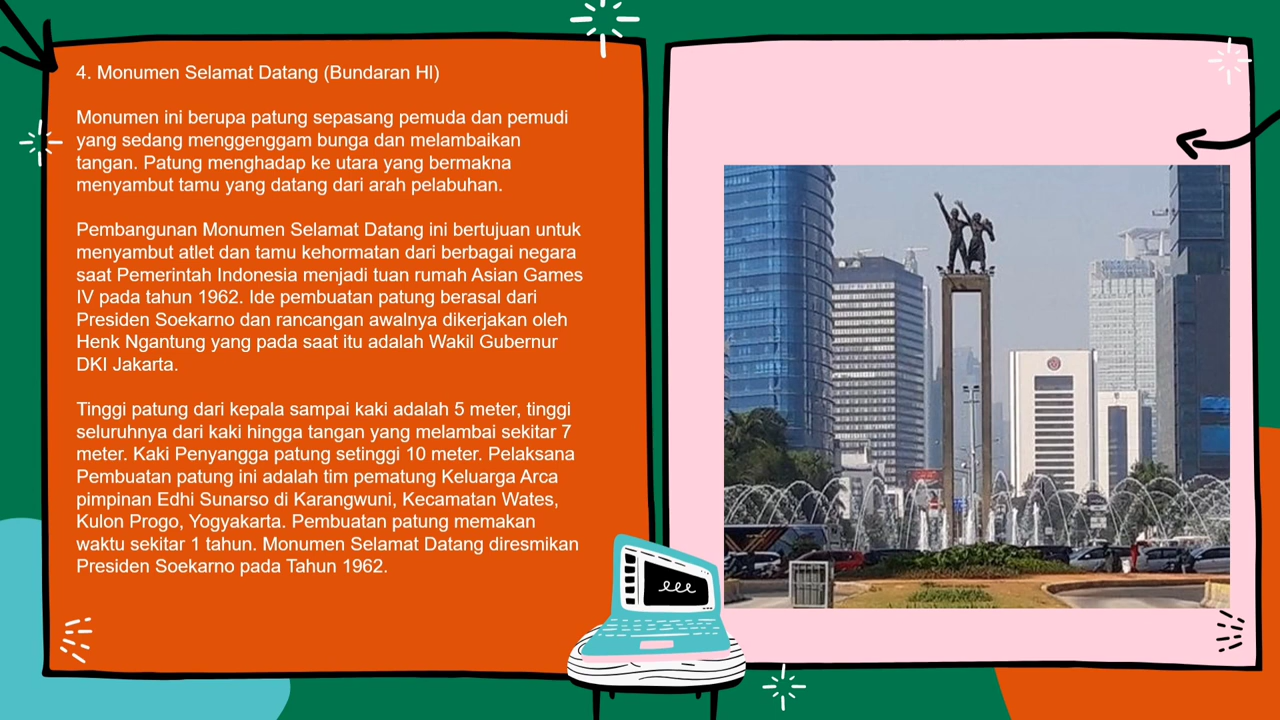 4. Monumen Selamat Datang (Bundaran HI)
Monumen ini berupa patung sepasang pemuda dan pemudi
yang sedang menggenggam bunga dan melambaikan
tangan. Patung menghadap ke utara yang bermakna
menyambut tamu yang datang dari arah pelabuhan.
Pembangunan Monumen Selamat Datang ini bertujuan untuk
menyambut atlet dan tamu kehormatan dari berbagai negara
saat Pemerintah Indonesia menjadi tuan rumah Asian Games
IV pada tahun 1962. Ide pembuatan patung berasal dari
Presiden Soekarno dan rancangan awalnya dikerjakan oleh
Henk Ngantung yang pada saat itu adalah Wakil Gubernur
DKI Jakarta.
Tinggi patung dari kepala sampai kaki adalah 5 meter, tinggi
seluruhnya dari kaki hingga tangan yang melambai sekitar 7
meter. Kaki Penyangga patung setinggi 10 meter. Pelaksana
Pembuatan patung ini adalah tim pematung Keluarga Arca
pimpinan Edhi Sunarso di Karangwuni, Kecamatan Wates,
Kulon Progo, Yogyakarta. Pembuatan patung memakan
waktu sekitar 1 tahun. Monumen Selamat Datang diresmikan
Presiden Soekarno pada Tahun 1962.